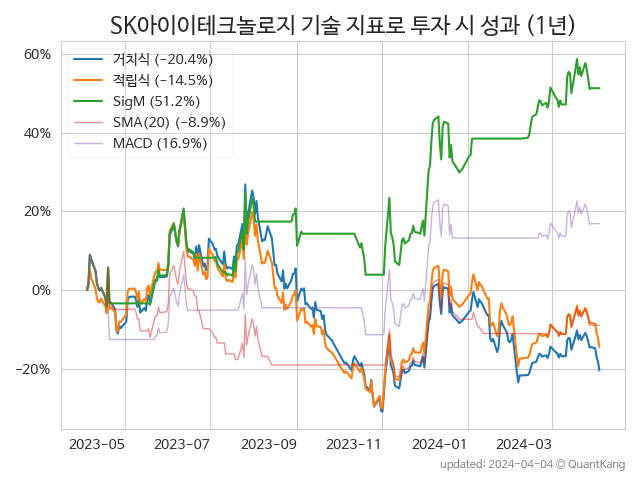 SK아이이테크놀로지 기술 지표로 투자 시 성과 (1년)
60%
40%
20%
0%
−20%
거치식 (−20.4%)
적립식 (−14.5%)
SigM (51.2%)
SMA(20) (−8.9%)
MACD (16.9%)
2023-05
2023-07
2023-09
2023-11
2024-01
2024-03
updated: 2024-04-04 © QuantKang